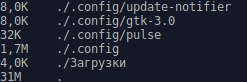 8,0K ./.config/update-notifier
8,0K ./.config/gtk-3.0
32K ./.config/pulse
1,7M ./.config
4,0K ./Загрузки
31M .